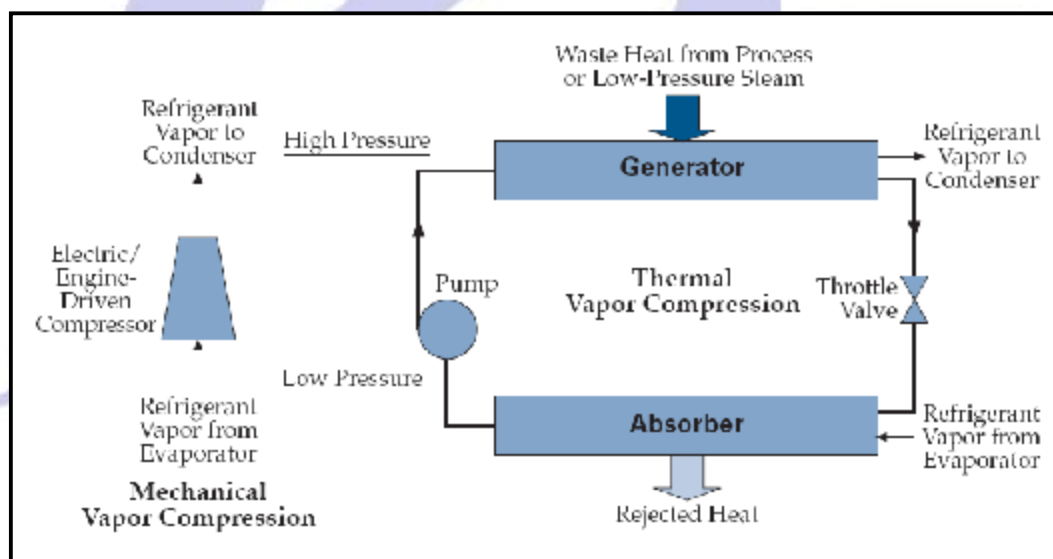 Waste Heat from Process
or Low-Pressure Steam
Refrigerant
Vapor to
Condenser
High Pressure
Generator
Refrigerant
Vapor to
Condenser
Electric/
Engine-
Driven
Compressor
Pump
Thermal
Vapor Compression
Throttle
Valve
Low Pressure
Refrigerant
Vapor from
Evaporator
Absorber
Refrigerant
Vapor from
Evaporator
Mechanical
Vapor Compression
Rejected Heat